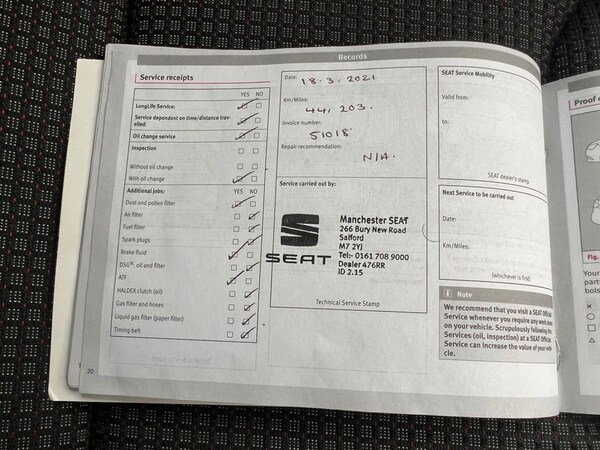 Records
Service receipts
YES NO
LongLife Service:
Service dependent on time/distance trav-
elled
Oil change service
Inspection
Without oil change
With oil change
Additional jobs: YES NO
Dust and pollen filter
Air filter
Fuel filter
Spark plugs
Brake fluid
DSG®: oil and filter
ATF
HALDEX clutch (oil)
Gas filter and hoses
Liquid gas filter (paper filter)
Timing belt
20
Date: 18.3.2021
Km/Miles:
44,203.
Invoice number:
51018
Repair recommendation:
N/A.
Service carried out by:
SEAT
Manchester SEAT
266 Bury New Road
Salford
M7 2YJ
Tel:- 0161 708 9000
Dealer 476RR
ID 2.15
Technical Service Stamp
SEAT Service Mobility
Valid from:
to:
SEAT dealer's stamp
Next Service to be carried out
Date:
Km/Miles:
(whichever is first)
i Note
We recommend that you visit a SEAT Official
Service whenever you require any work done
on your vehicle. Scrupulously following the
Services (oil, inspection) at a SEAT Official
Service can increase the value of your vehi-
cle.
Proof
Fig.
Your
parts
bols